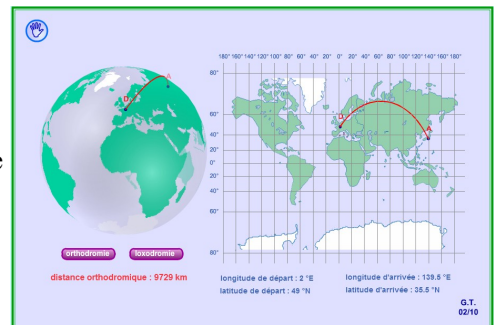 180° 160° 140° 120° 100° 80° 60° 40° 20° 0° 20° 40° 60° 80° 100° 120° 140° 160° 180°
80°
60°
40°
20°
0°
20°
40°
60°
80°
D
A
D
A
orthodromie
loxodromie
distance orthodromique : 9729 km
longitude de départ : 2 °E
latitude de départ : 49 °N
longitude d'arrivée : 139.5 °E
latitude d'arrivée : 35.5 °N
G.T.
02/10
e